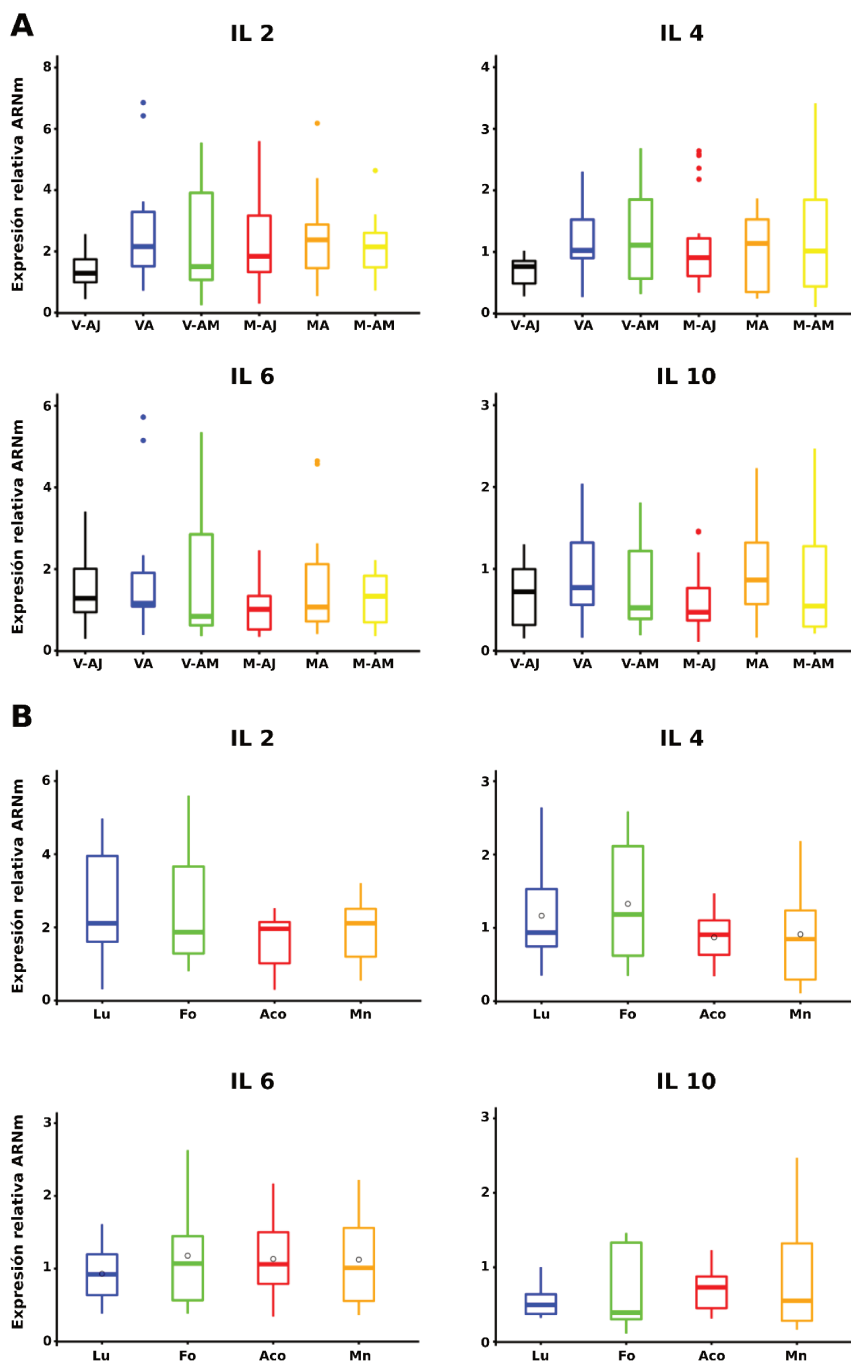 A
IL 2
IL 4
Expresión relativa ARNm
8
6
4
2
0
V-AJ VA V-AM M-AJ MA M-AM
4
3
2
1
0
V-AJ VA V-AM M-AJ MA M-AM
IL 6
IL 10
Expresión relativa ARNm
6
4
2
0
V-AJ VA V-AM M-AJ MA M-AM
3
2
1
0
V-AJ VA V-AM M-AJ MA M-AM
B
IL 2
IL 4
Expresión relativa ARNm
6
4
2
0
Lu Fo Aco Mn
3
2
1
0
Lu Fo Aco Mn
IL 6
IL 10
Expresión relativa ARNm
3
2
1
0
Lu Fo Aco Mn
3
2
1
0
Lu Fo Aco Mn